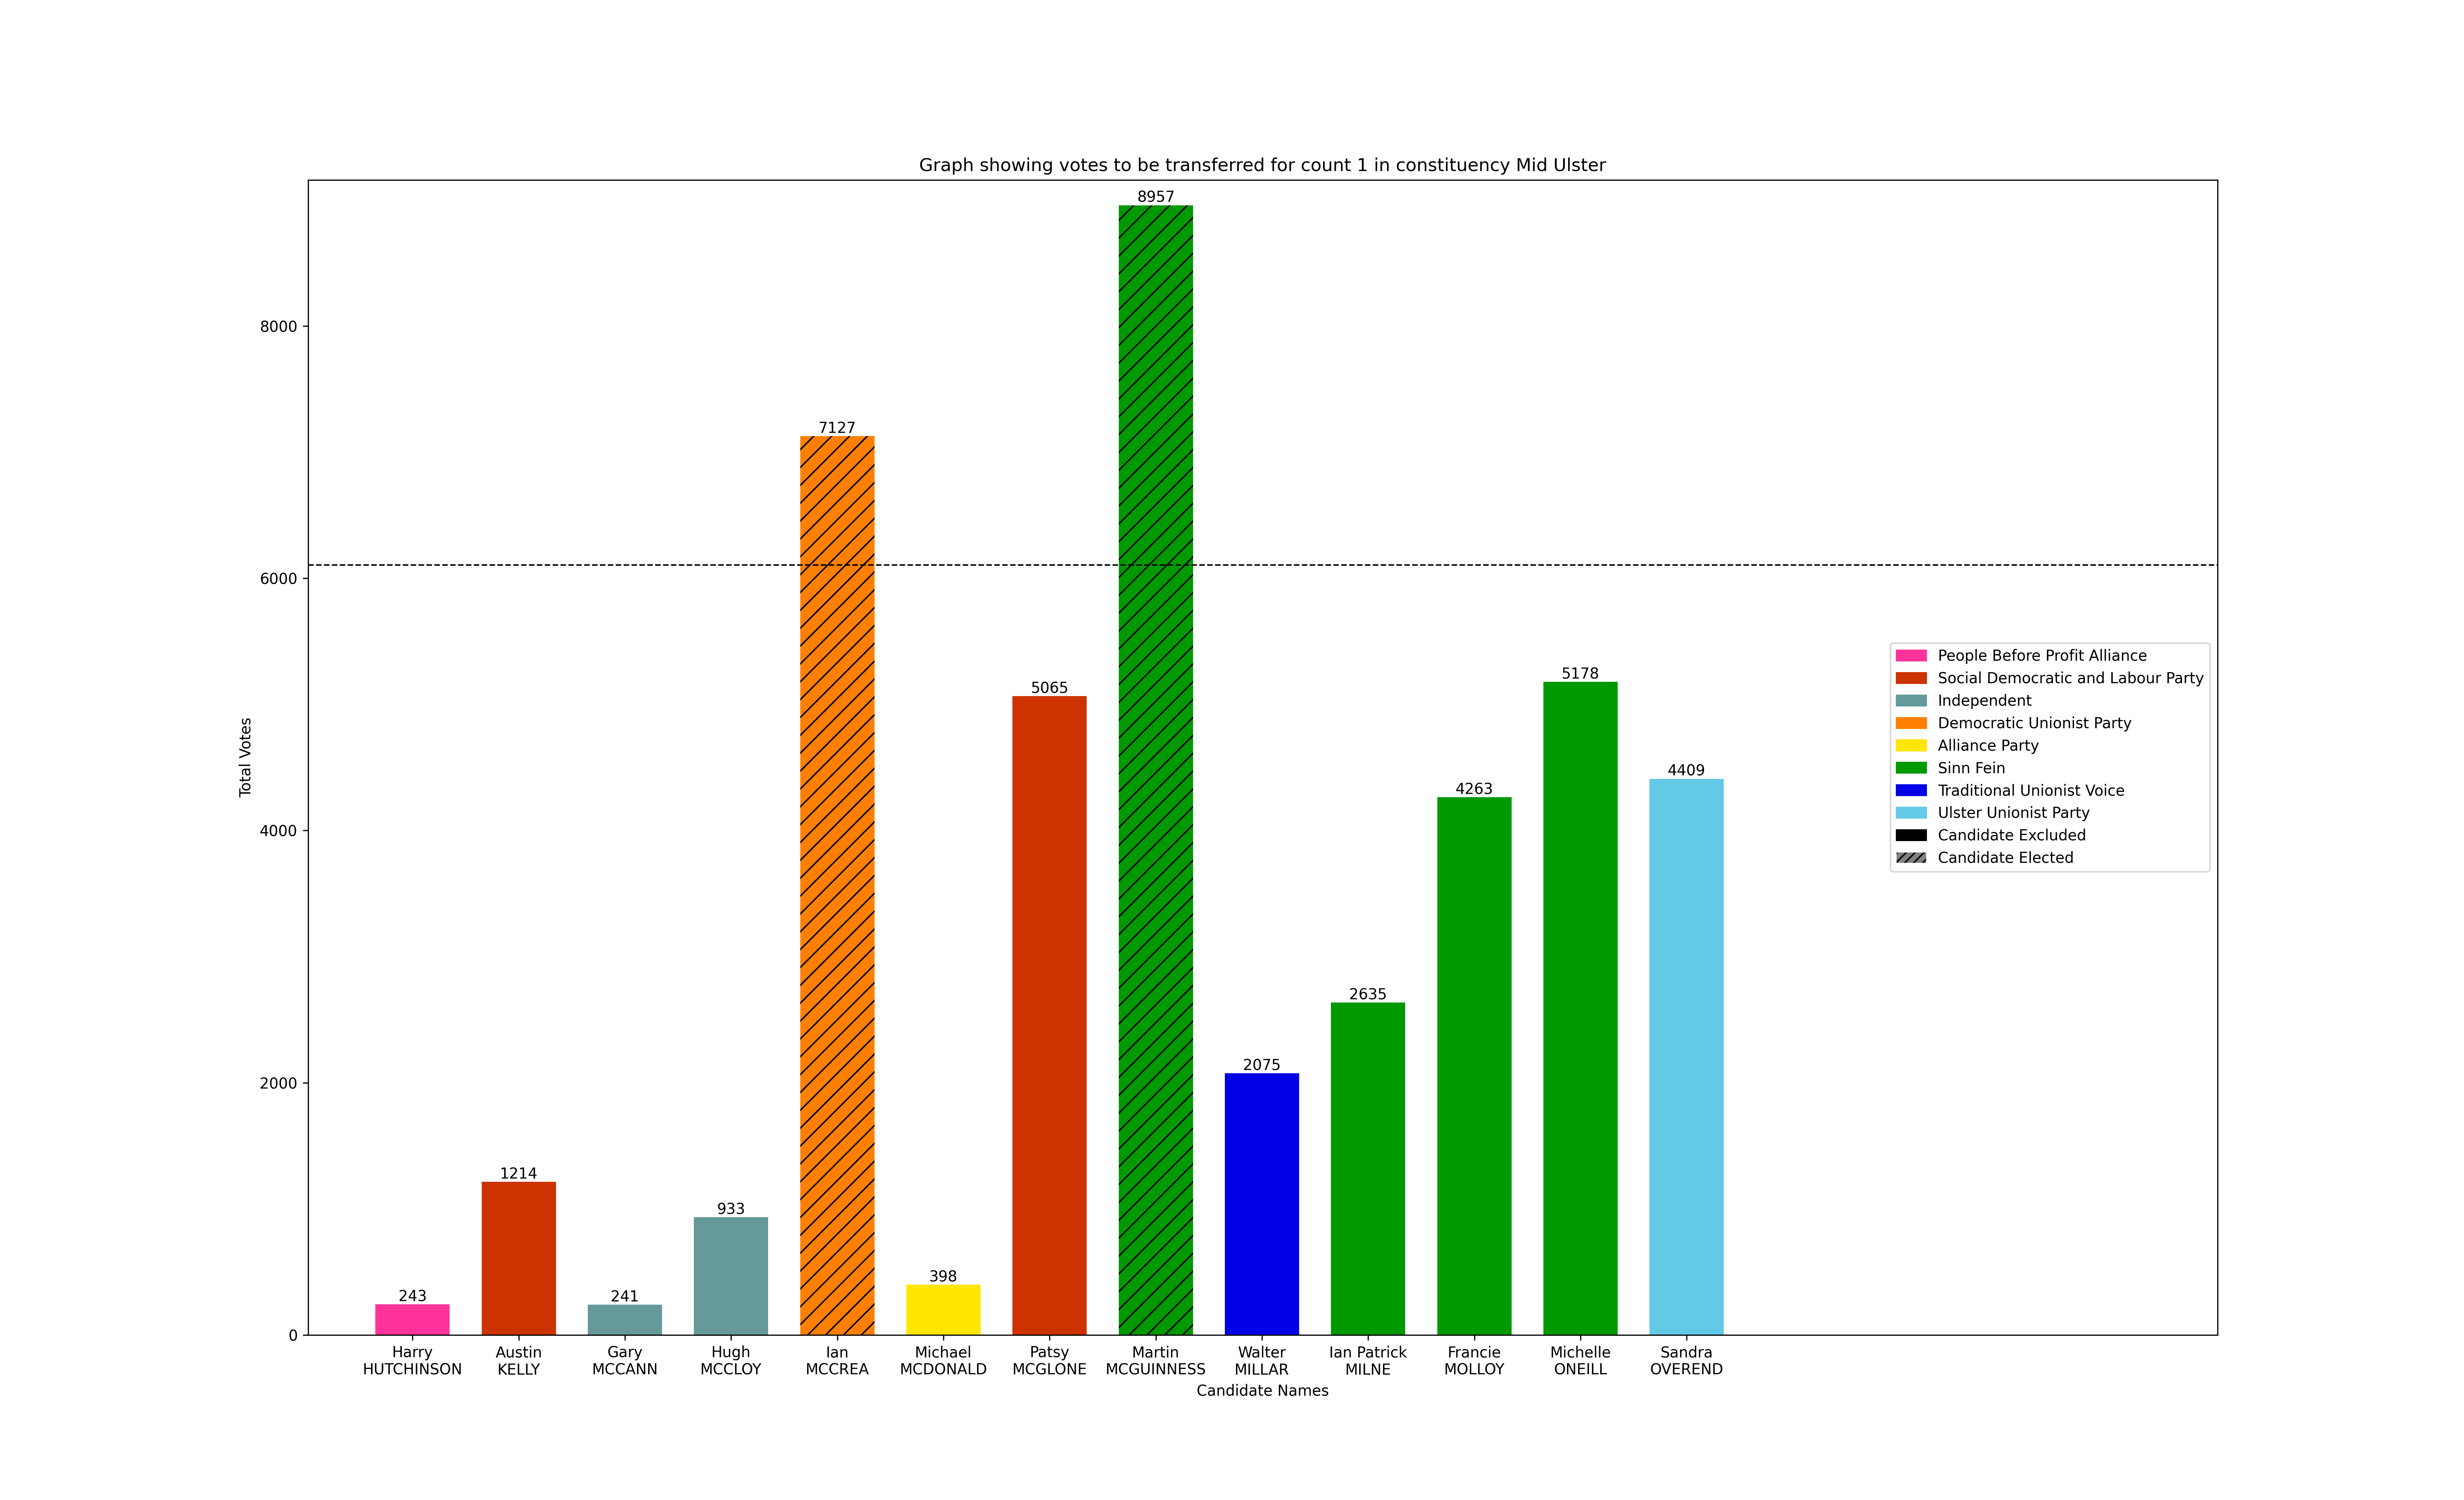 Graph showing votes to be transferred for count 1 in constituency Mid Ulster
8957
8000
7127
6000
5178
5065
4409
4263
4000
2635
2075
2000
1214
933
398
243
241
0
Total Votes
People Before Profit Alliance
Social Democratic and Labour Party
Independent
Democratic Unionist Party
Alliance Party
Sinn Fein
Traditional Unionist Voice
Ulster Unionist Party
Candidate Excluded
Candidate Elected
Harry
HUTCHINSON
Austin
KELLY
Gary
MCCANN
Hugh
MCCLOY
Ian
MCCREA
Michael
MCDONALD
Patsy
MCGLONE
Martin
MCGUINNESS
Walter
MILLAR
Ian Patrick
MILNE
Francie
MOLLOY
Michelle
ONEILL
Sandra
OVEREND
Candidate Names